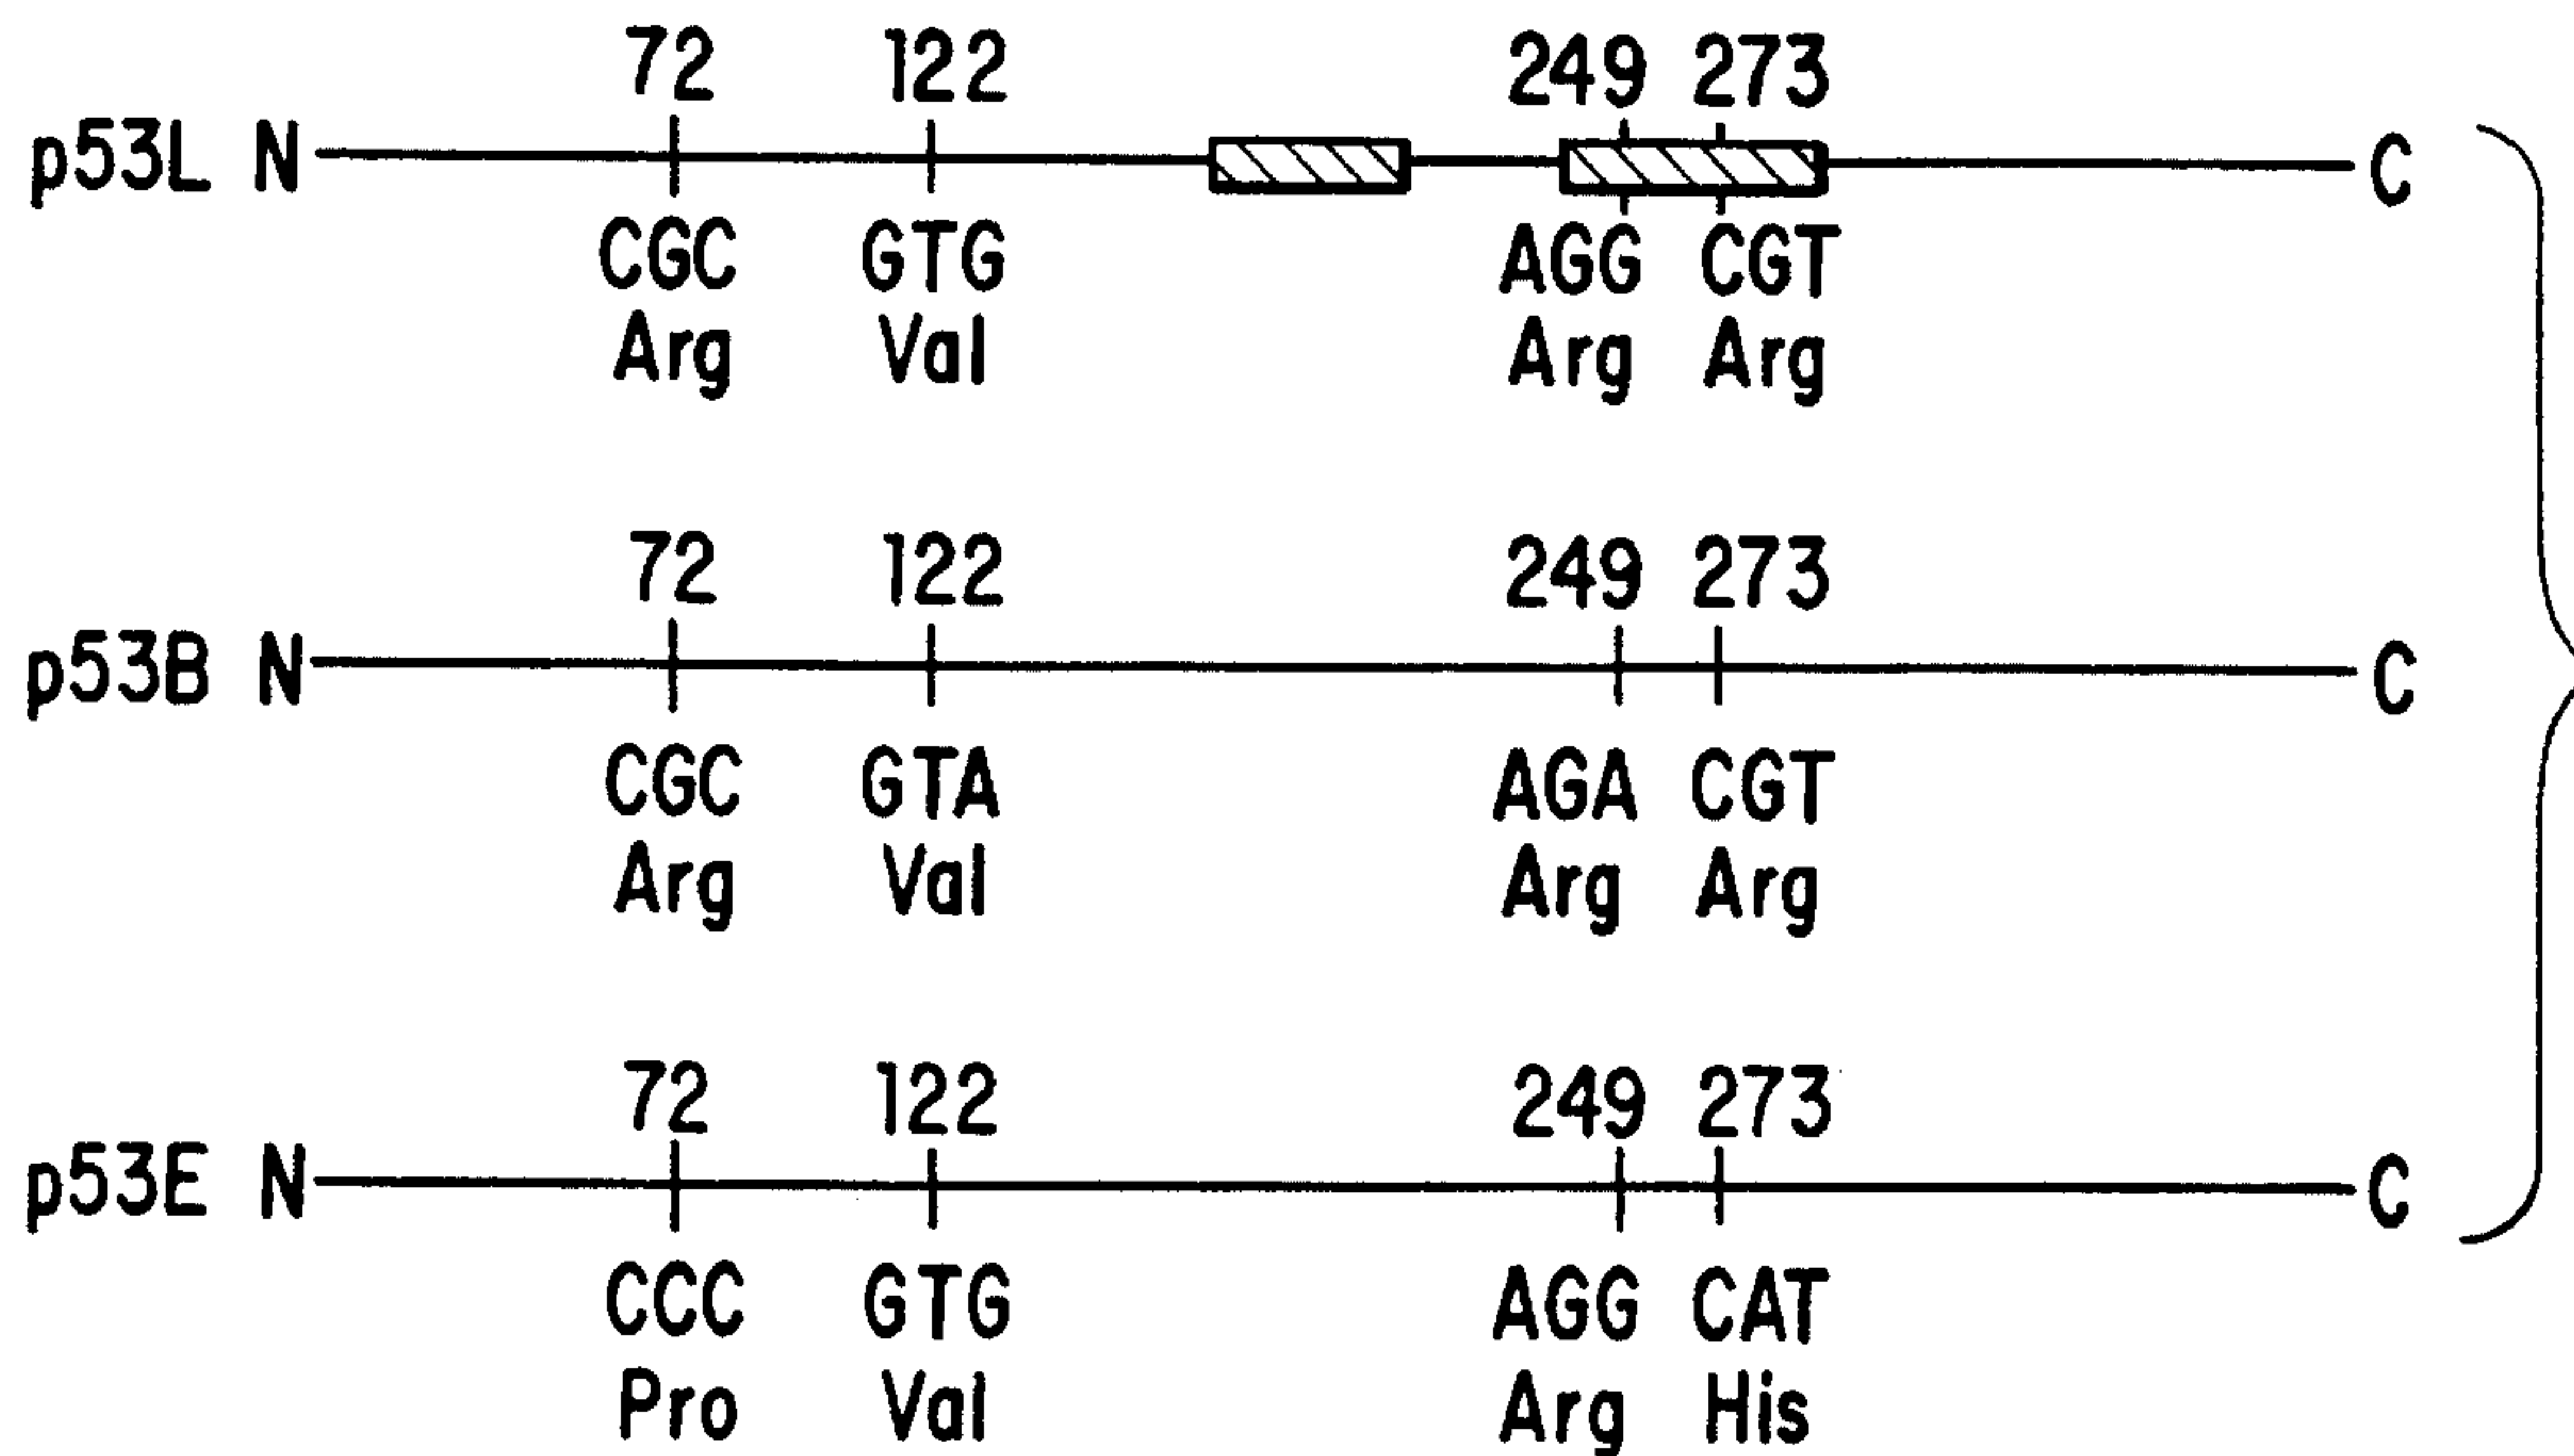 72 122 249 273
p53L N C
CGC GTG AGG CGT
Arg Val Arg Arg
72 122 249 273
p53B N C
CGC GTA AGA CGT
Arg Val Arg Arg
72 122 249 273
p53E N C
CCC GTG AGG CAT
Pro Val Arg His